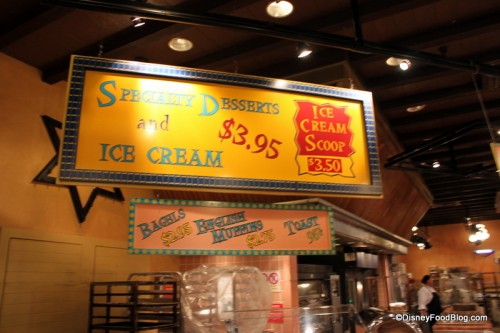 SPECIALTY DESSERTS
and
ICE CREAM
$3.95
ICE
CREAM
SCOOP
$3.50
BAGELS
ENGLISH
MUFFINS
TOAST
©DisneyFoodBlog.com